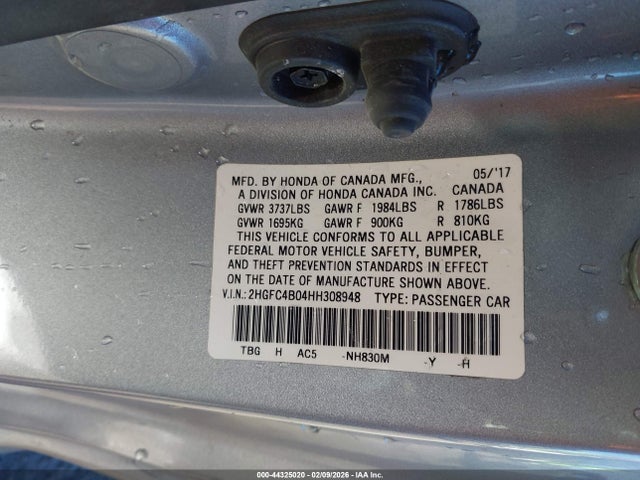 MFD. BY HONDA OF CANADA MFG., 05/'17
A DIVISION OF HONDA CANADA INC. CANADA
GVWR 3737LBS GAWR F 1984LBS R 1786LBS
GVWR 1695KG GAWR F 900KG R 810KG
THIS VEHICLE CONFORMS TO ALL APPLICABLE
FEDERAL MOTOR VEHICLE SAFETY, BUMPER,
AND THEFT PREVENTION STANDARDS IN EFFECT
ON THE DATE OF MANUFACTURE SHOWN ABOVE.
V.I.N.: 2HGFC4B04HH308948 TYPE: PASSENGER CAR
TBG H AC5 -NH830M -Y -H
000-44325020 - 02/09/2026 - IAA Inc.